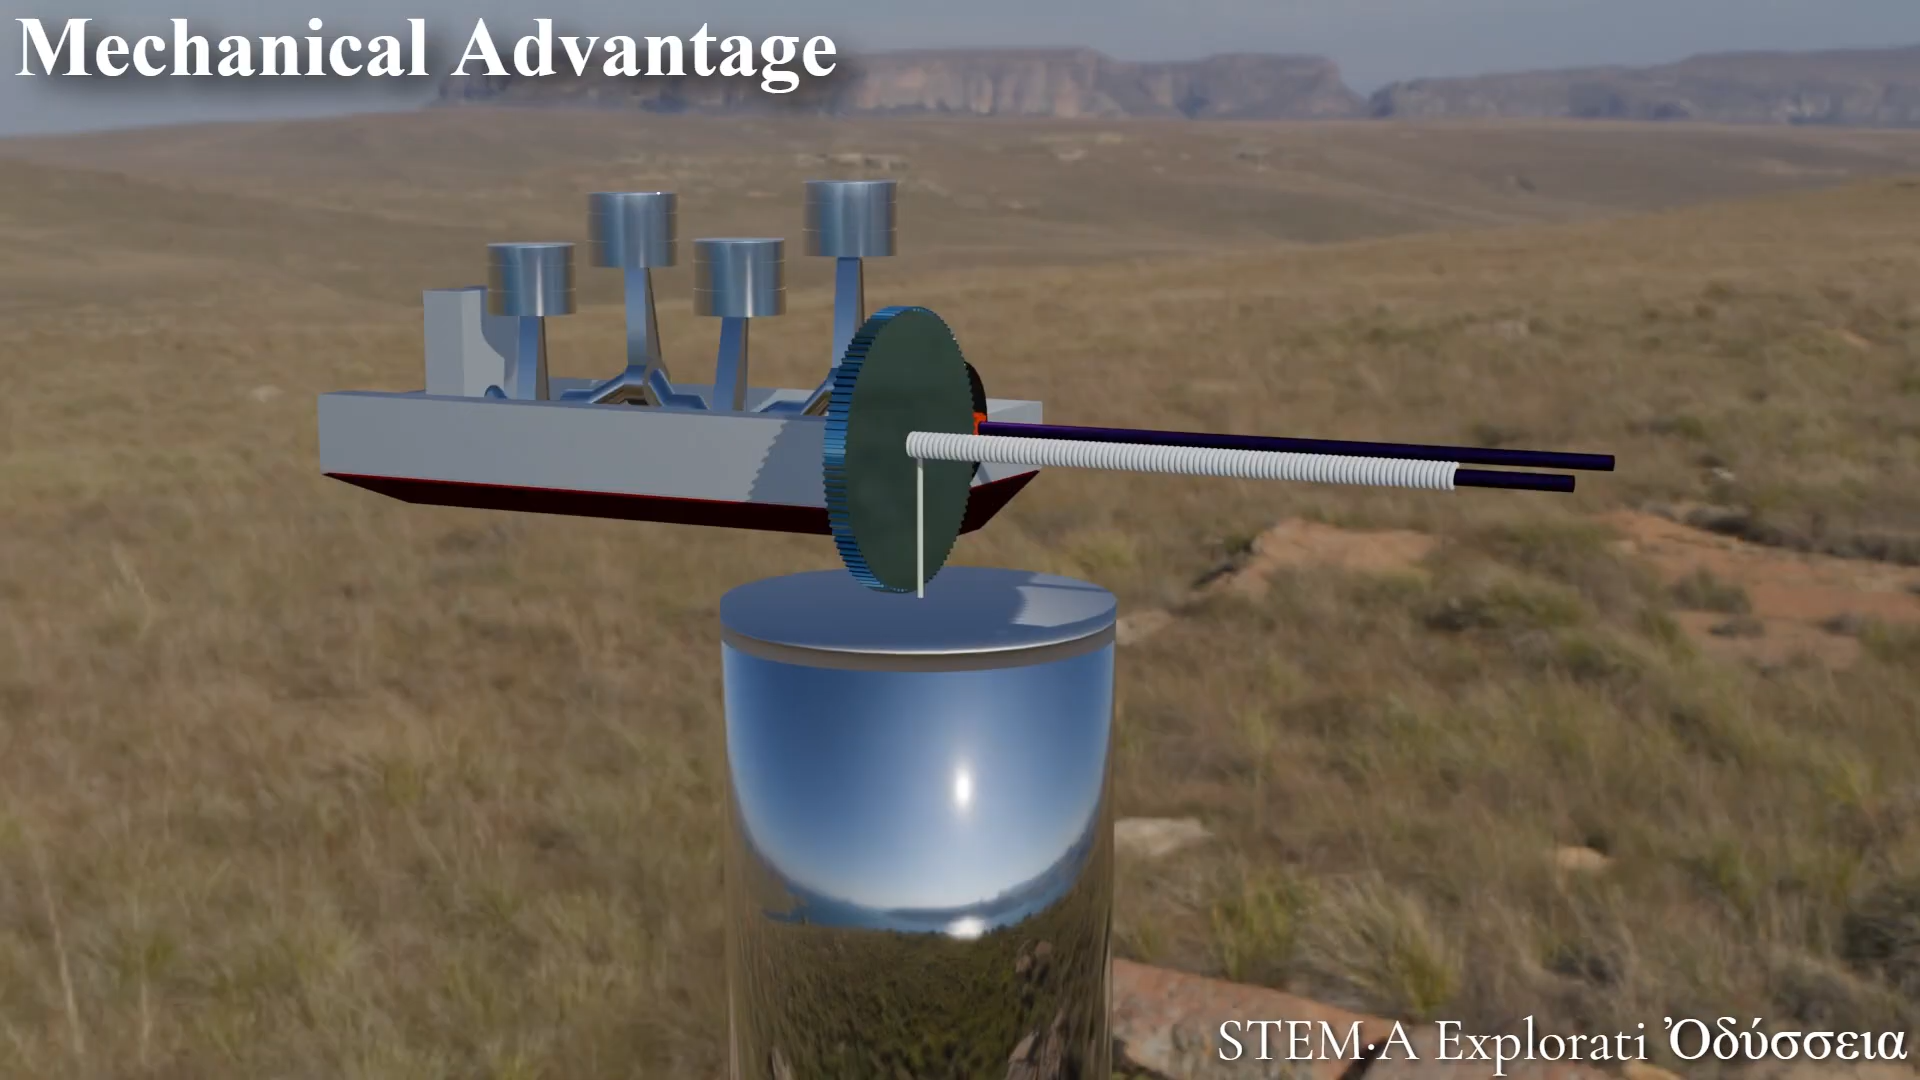 Mechanical Advantage
STEM·A Explorati Ὀδύσσεια